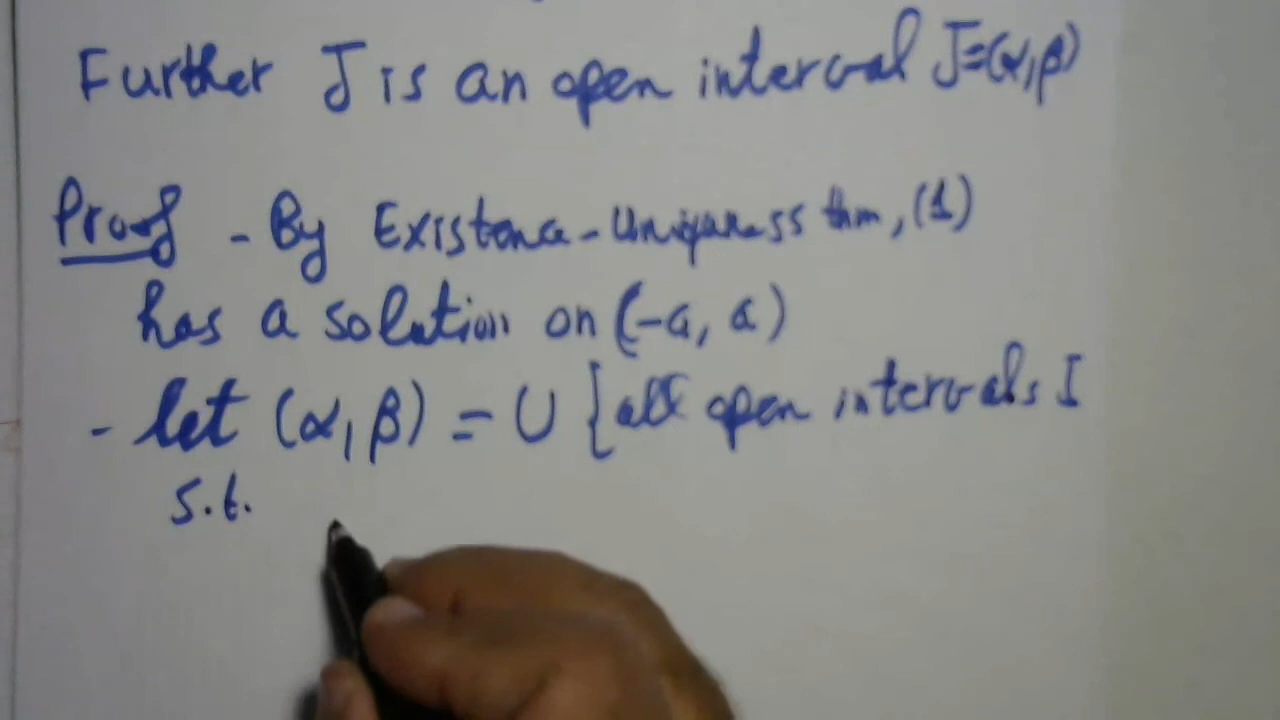 Further J is an open interval J=(α,β)
Proof - By Existence-Uniqueness thm, (1)
has a solution on (-a, a)
- let (α,β) = ∪ {all open intervals I
s.t.